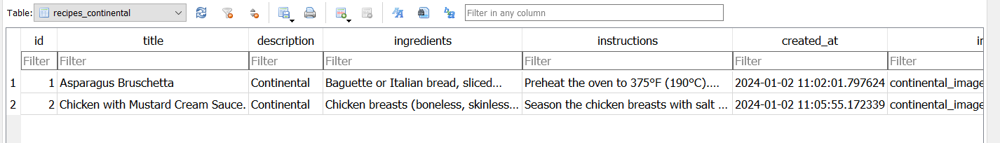 Table: recipes_continental Filter in any column
id title description ingredients instructions created_at
Filter Filter Filter Filter Filter Filter Filter
1 1 Asparagus Bruschetta Continental Baguette or Italian bread, sliced... Preheat the oven to 375°F (190°C).... 2024-01-02 11:02:01.797624 continental_image
2 2 Chicken with Mustard Cream Sauce. Continental Chicken breasts (boneless, skinless... Season the chicken breasts with salt ... 2024-01-02 11:05:55.172339 continental_image